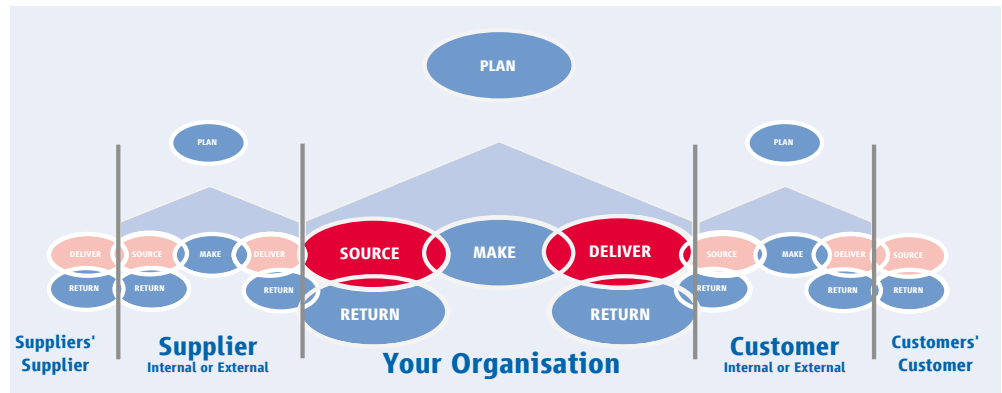 PLAN
PLAN
PLAN
DELIVER
SOURCE
MAKE
DELIVER
SOURCE
MAKE
DELIVER
SOURCE
MAKE
DELIVER
SOURCE
RETURN
RETURN
RETURN
RETURN
RETURN
RETURN
RETURN
RETURN
Suppliers'
Supplier
Supplier
Internal or External
Your Organisation
Customer
Internal or External
Customers'
Customer